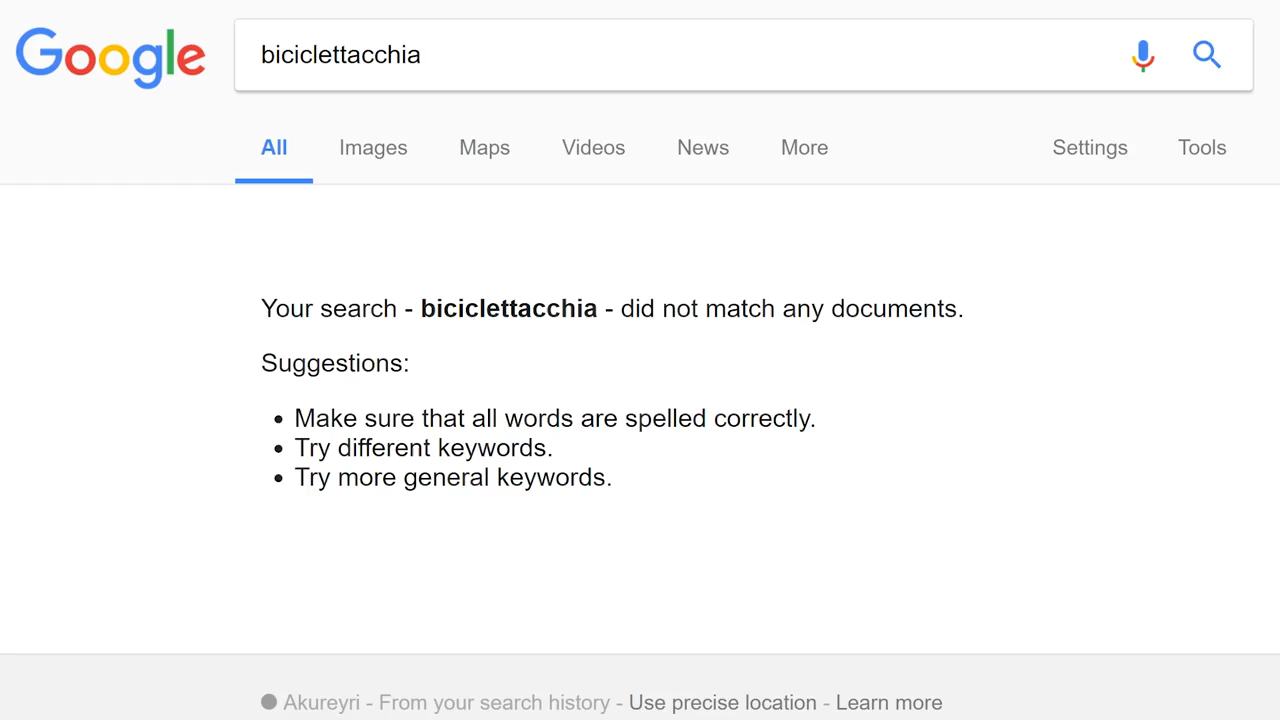 Google
biciclettacchia
All Images Maps Videos News More Settings Tools
Your search - biciclettacchia - did not match any documents.
Suggestions:
• Make sure that all words are spelled correctly.
• Try different keywords.
• Try more general keywords.
Akureyri - From your search history - Use precise location - Learn more